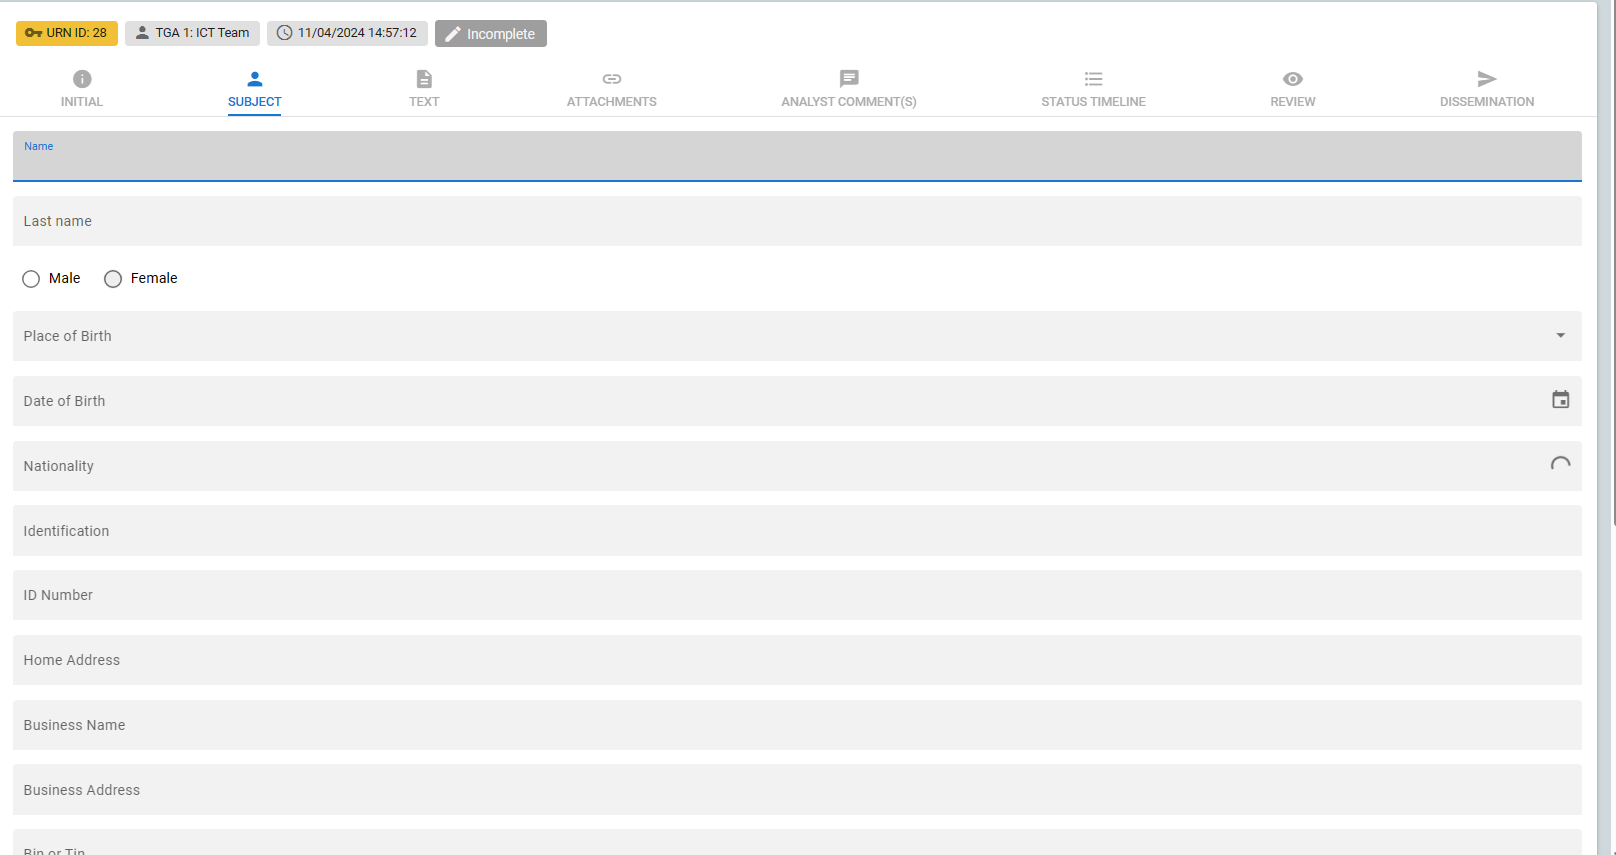 URN ID: 28 TGA 1: ICT Team 11/04/2024 14:57:12 Incomplete
INITIAL SUBJECT TEXT ATTACHMENTS ANALYST COMMENT(S) STATUS TIMELINE REVIEW DISSEMINATION
Name
Last name
Male Female
Place of Birth
Date of Birth
Nationality
Identification
ID Number
Home Address
Business Name
Business Address
Bin or Tin